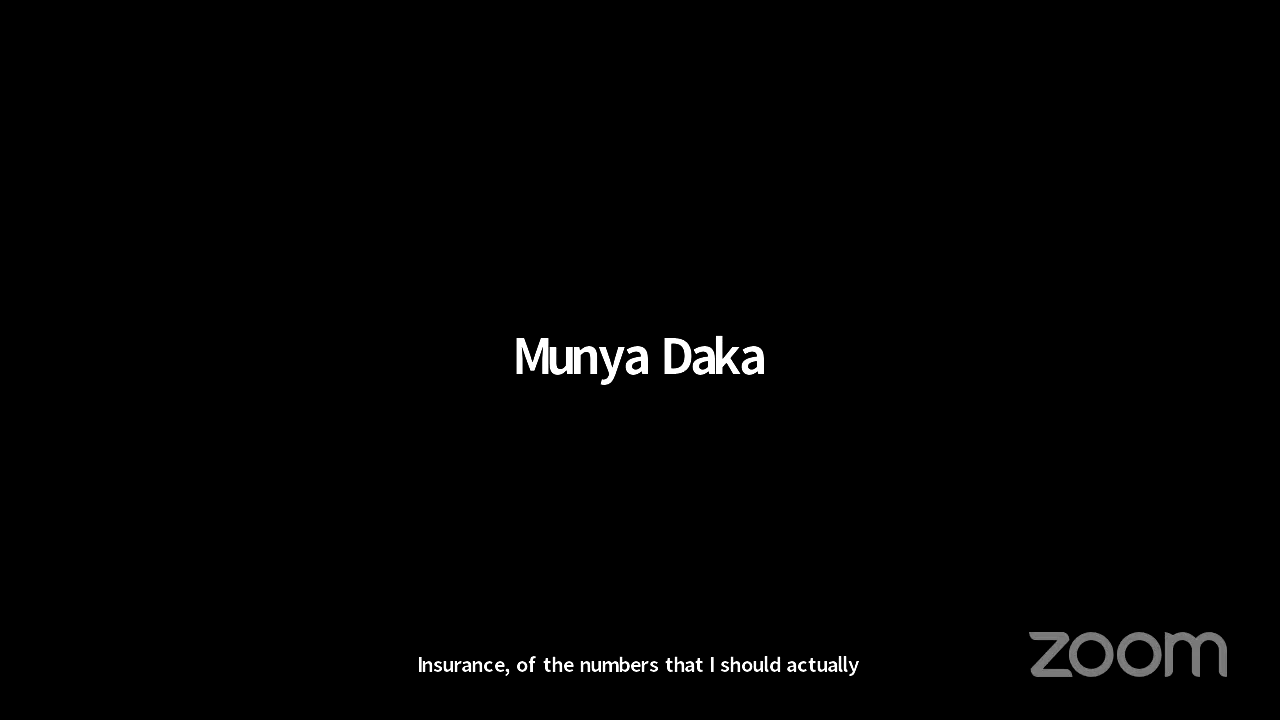 Munya Daka
Insurance, of the numbers that I should actually
zoom